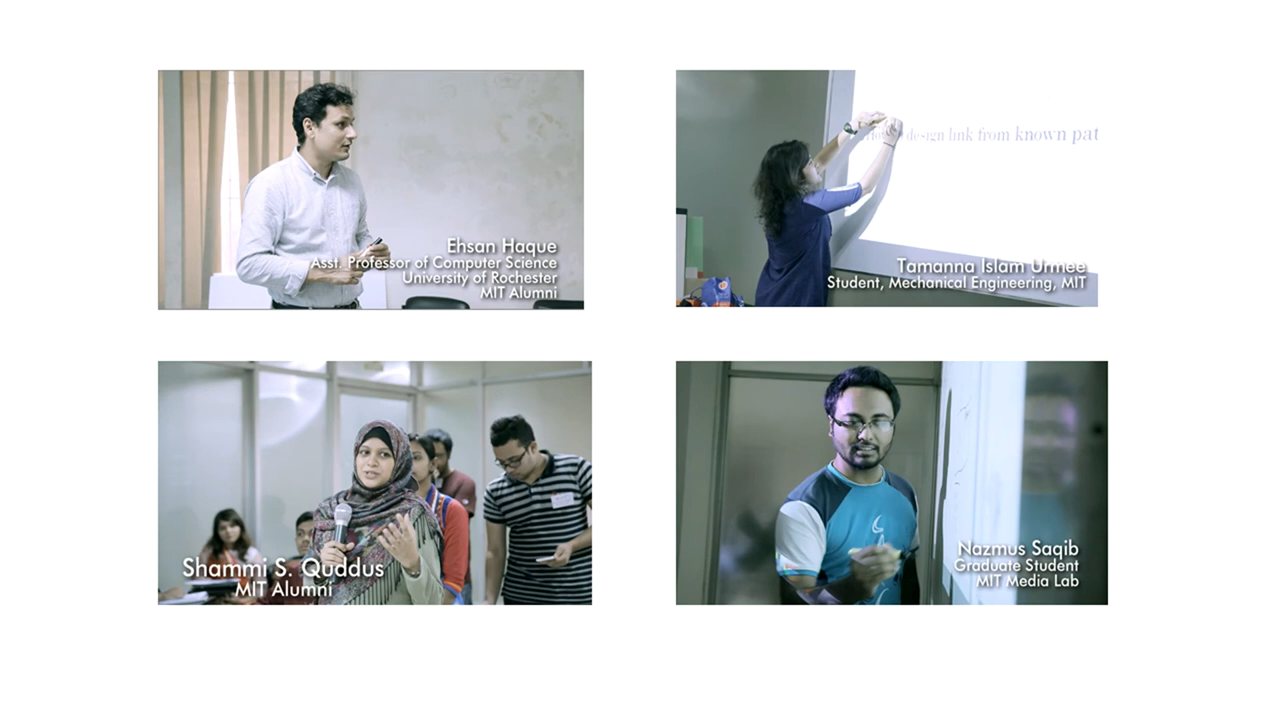 Ehsan Haque
Asst. Professor of Computer Science
University of Rochester
MIT Alumni
design link from known pat
Tamanna Islam Urmee
Student, Mechanical Engineering, MIT
Shammi S. Quddus
MIT Alumni
Nazmus Saqib
Graduate Student
MIT Media Lab